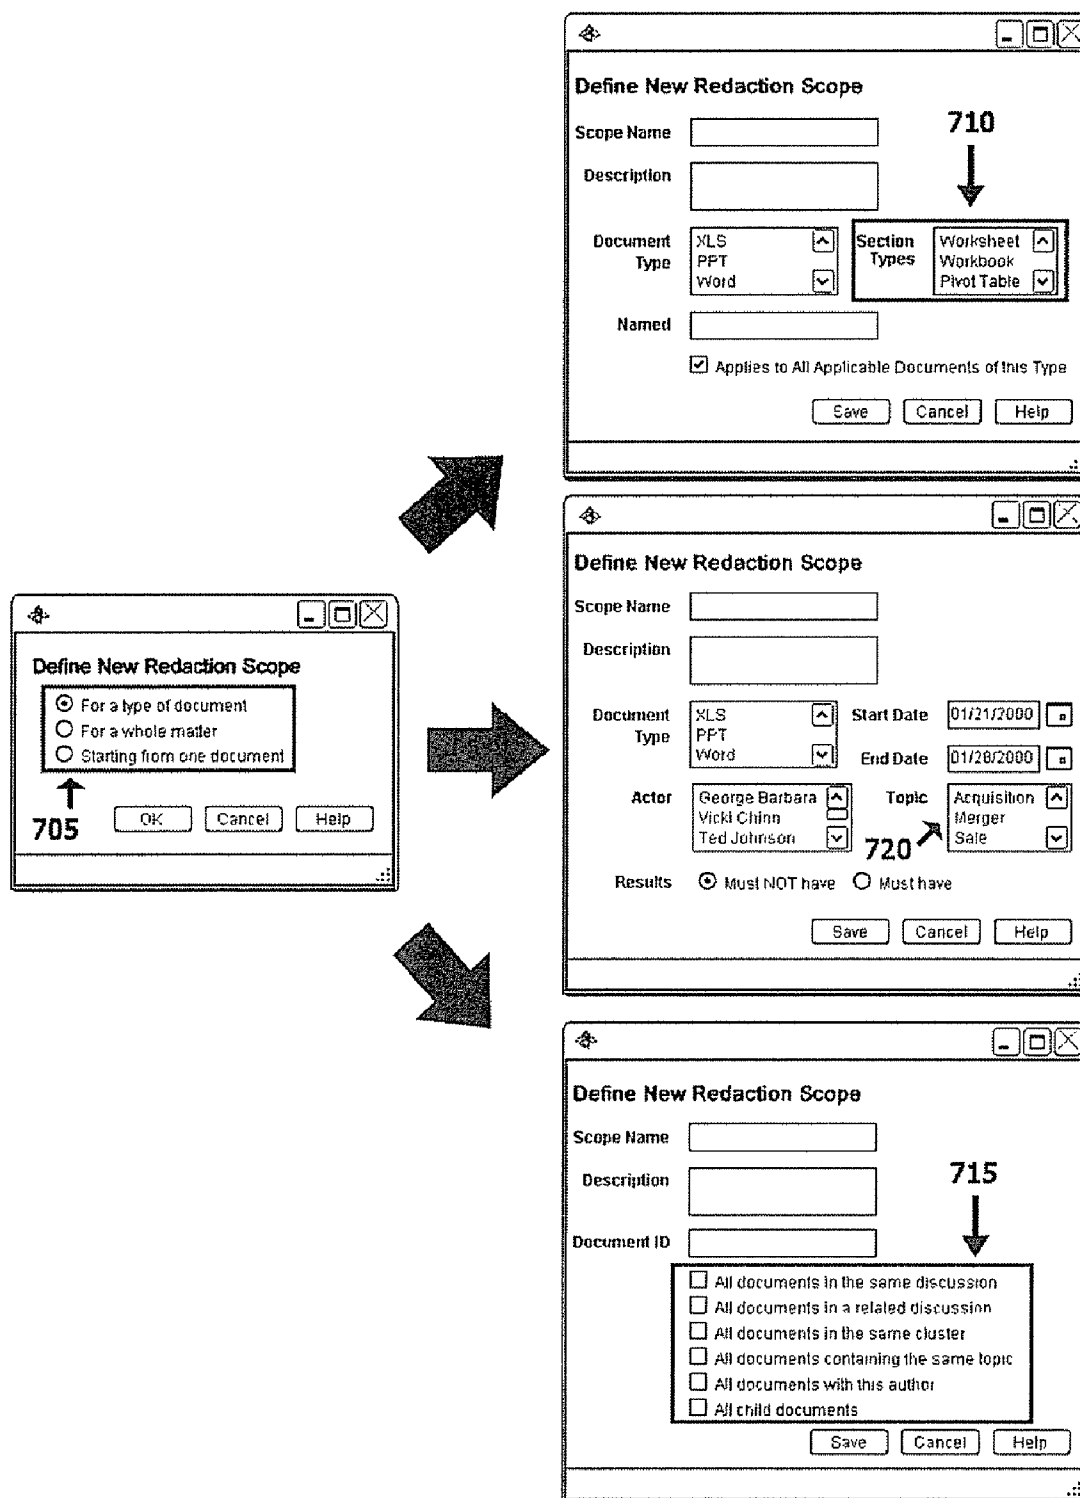 Define New Redaction Scope
For a type of document
For a whole matter
Starting from one document
705
OK Cancel Help
Define New Redaction Scope
710
Scope Name
Description
Document Type
XLS
PPT
Word
Section Types
Worksheet
Workbook
Pivot Table
Named
Applies to All Applicable Documents of this Type
Save Cancel Help
Define New Redaction Scope
Scope Name
Description
Document Type
XLS
PPT
Word
Start Date 01/21/2000
End Date 01/28/2000
Actor
George Barbara
Vicki Chinn
Ted Johnson
Topic
Acquisition
Merger
Sale
720
Results Must NOT have Must have
Save Cancel Help
Define New Redaction Scope
Scope Name
Description
715
Document ID
All documents in the same discussion
All documents in a related discussion
All documents in the same cluster
All documents containing the same topic
All documents with this author
All child documents
Save Cancel Help